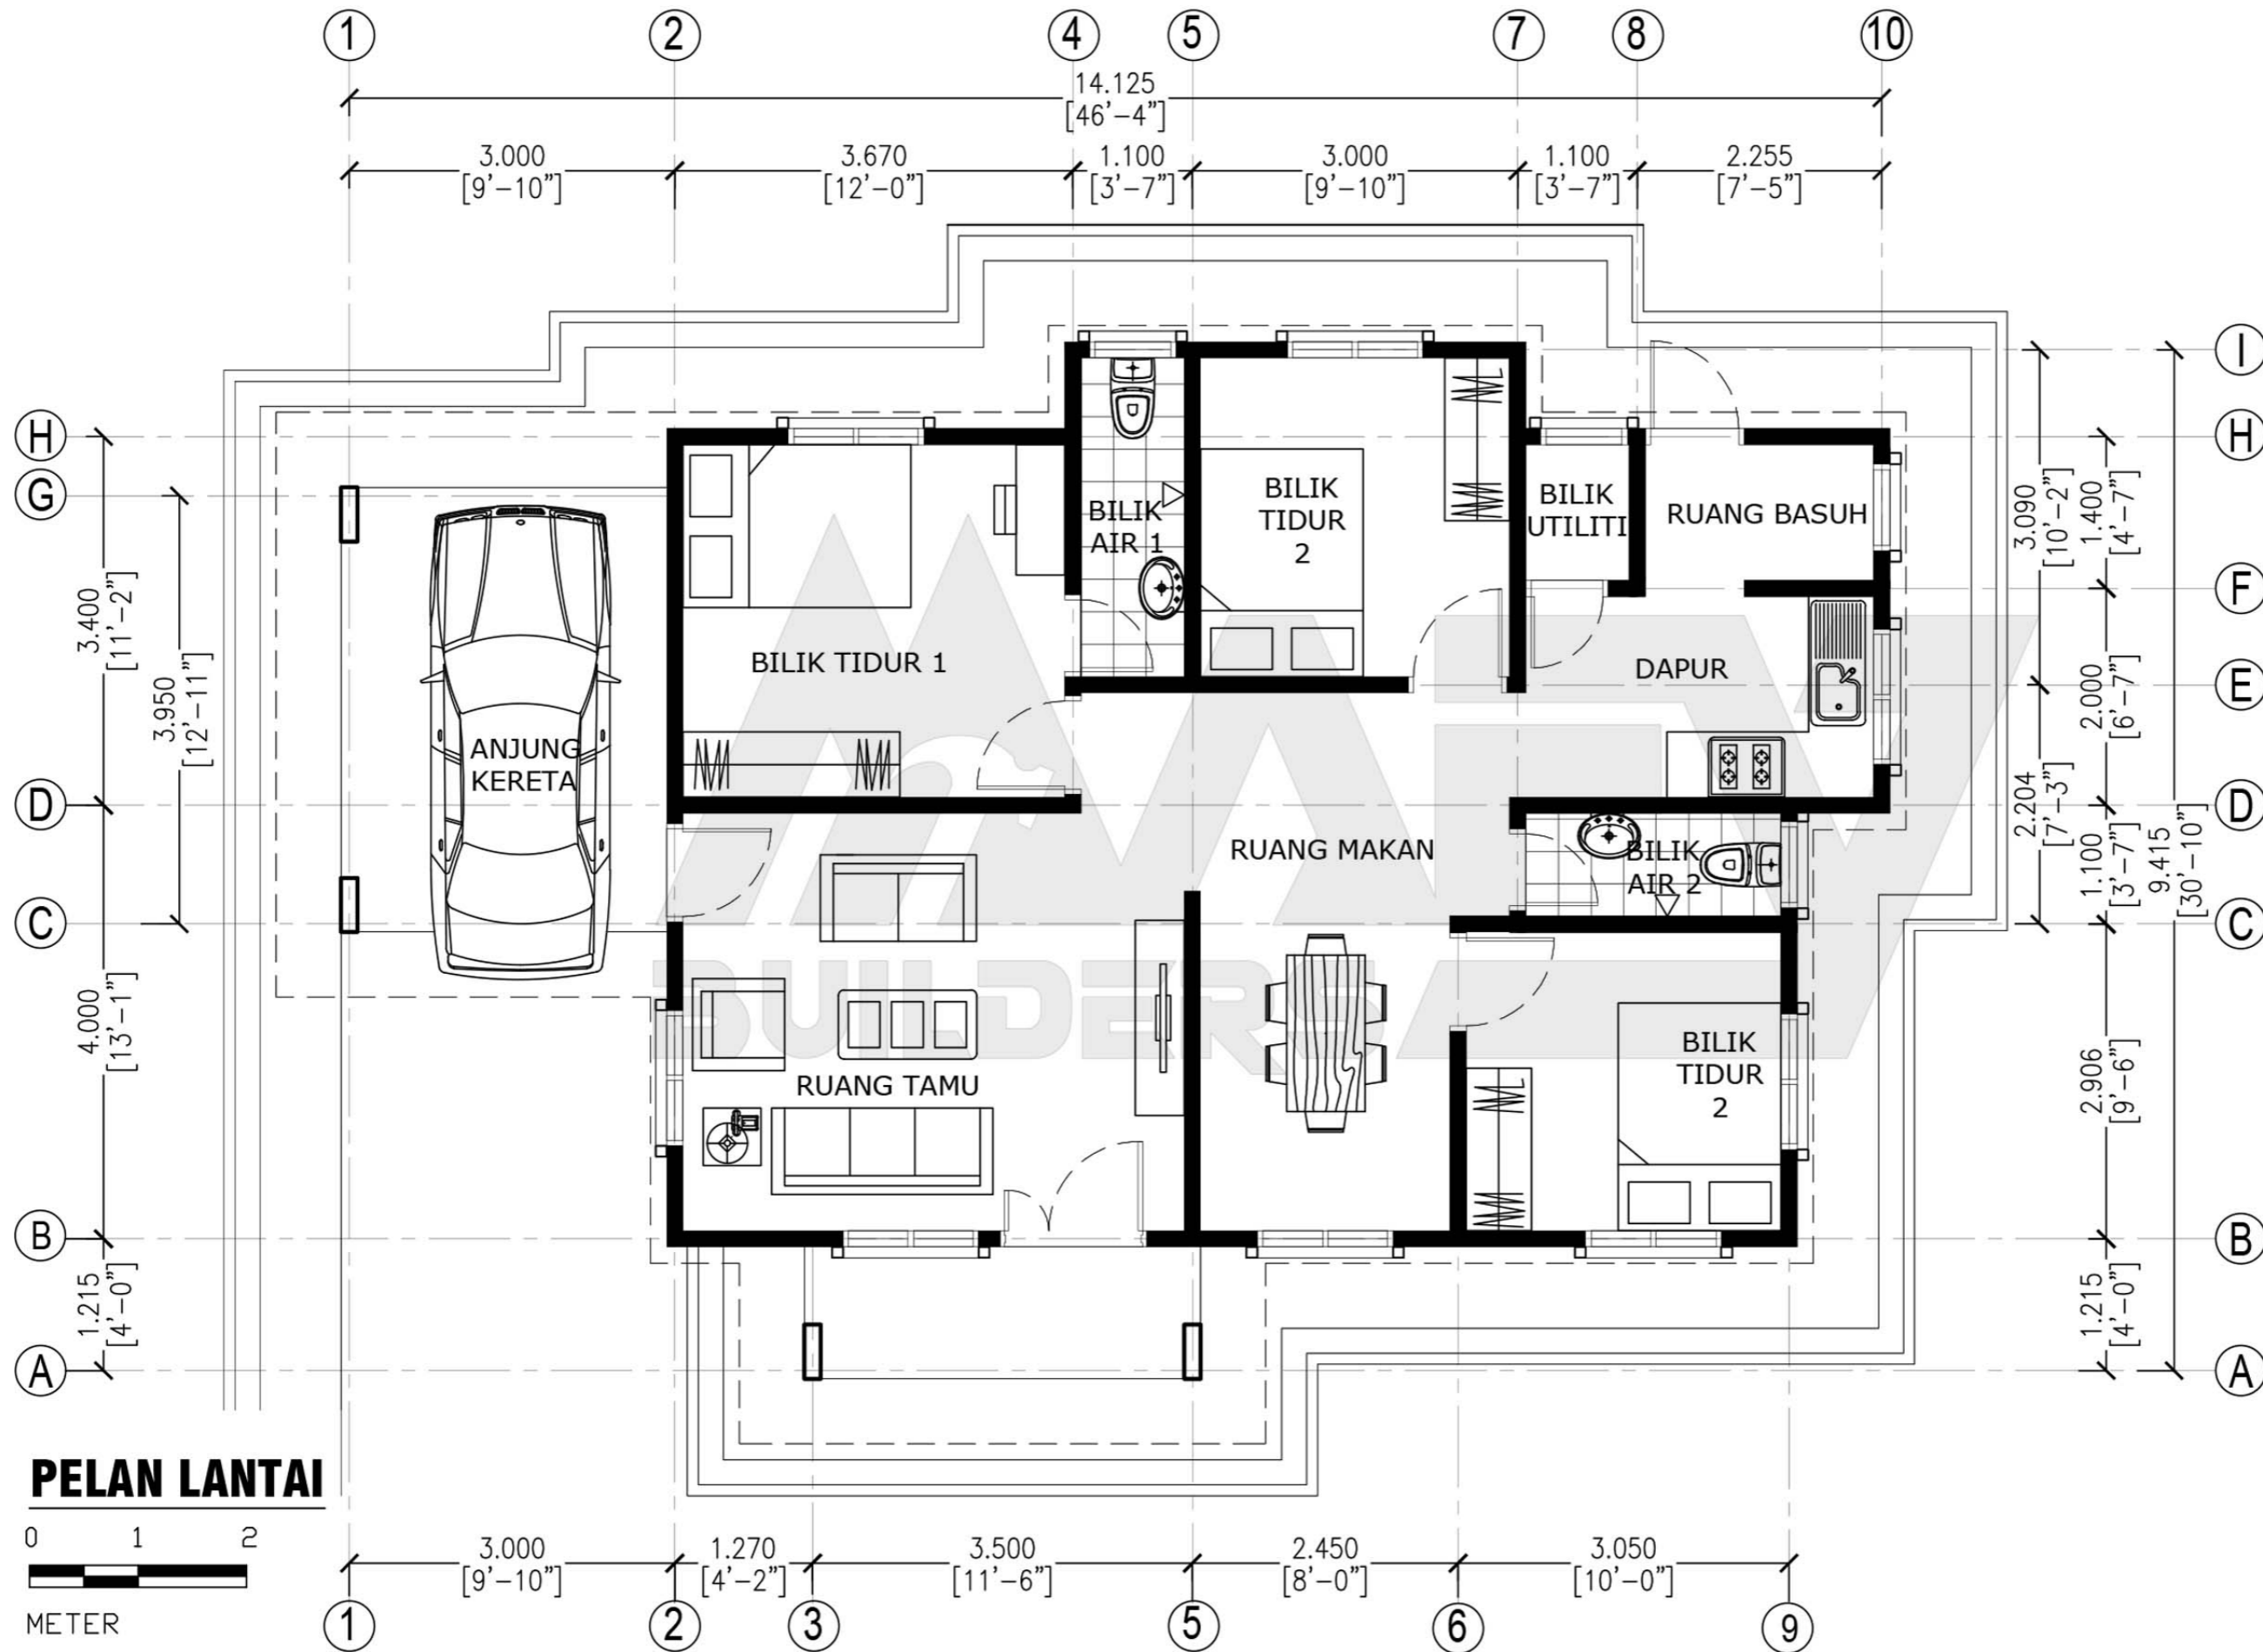 1 2 4 5 7 8 10
14.125
[46'-4"]
3.000 3.670 1.100 3.000 1.100 2.255
[9'-10"] [12'-0"] [3'-7"] [9'-10"] [3'-7"] [7'-5"]
I
H
G
F
E
D
C
B
A
H
D
C
B
A
3.400
[11'-2"]
3.950
[12'-11"]
4.000
[13'-1"]
1.215
[4'-0"]
3.090
[10'-2"]
1.400
[4'-7"]
2.000
[6'-7"]
2.204
[7'-3"]
1.100
[3'-7"]
9.415
[30'-10"]
2.906
[9'-6"]
1.215
[4'-0"]
BILIK
AIR 1
BILIK
TIDUR
2
BILIK
UTILITI
RUANG BASUH
BILIK TIDUR 1
DAPUR
ANJUNG
KERETA
RUANG MAKAN
BILIK
AIR 2
BUILDERS
RUANG TAMU
BILIK
TIDUR
2
PELAN LANTAI
0 1 2
METER
3.000 1.270 3.500 2.450 3.050
[9'-10"] [4'-2"] [11'-6"] [8'-0"] [10'-0"]
1 2 3 5 6 9